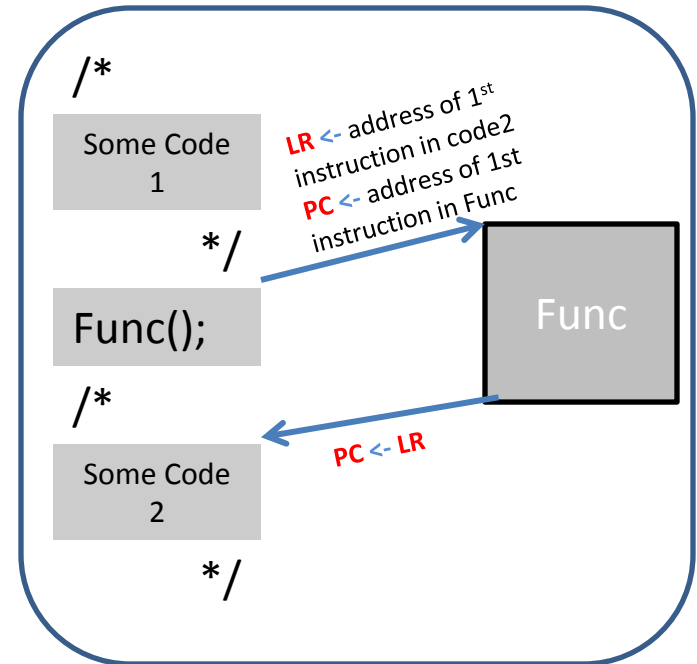 /*
Some Code
1
*/
LR <- address of 1st
instruction in code2
PC <- address of 1st
instruction in Func
Func();
Func
/*
PC <- LR
Some Code
2
*/